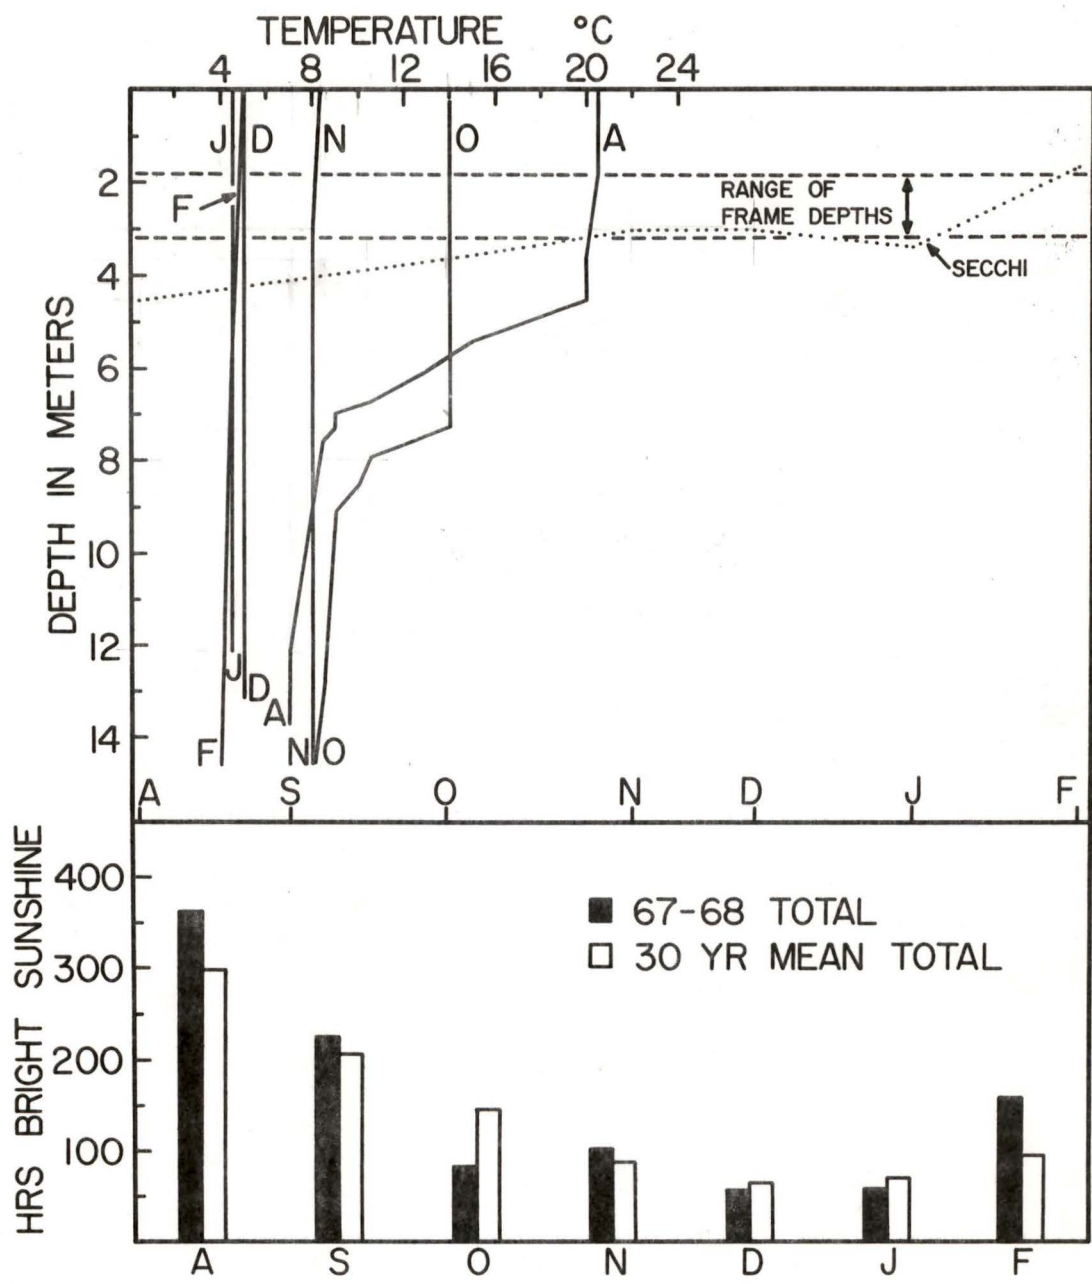 TEMPERATURE °C
4 8 12 16 20 24
J D N O A
2
RANGE OF
FRAME DEPTHS
F
4
SECCHI
DEPTH IN METERS
6
8
10
12
J
D
A
14
F N O
A S O N D J F
HRS BRIGHT SUNSHINE
400
67-68 TOTAL
300
30 YR MEAN TOTAL
200
100
A S O N D J F